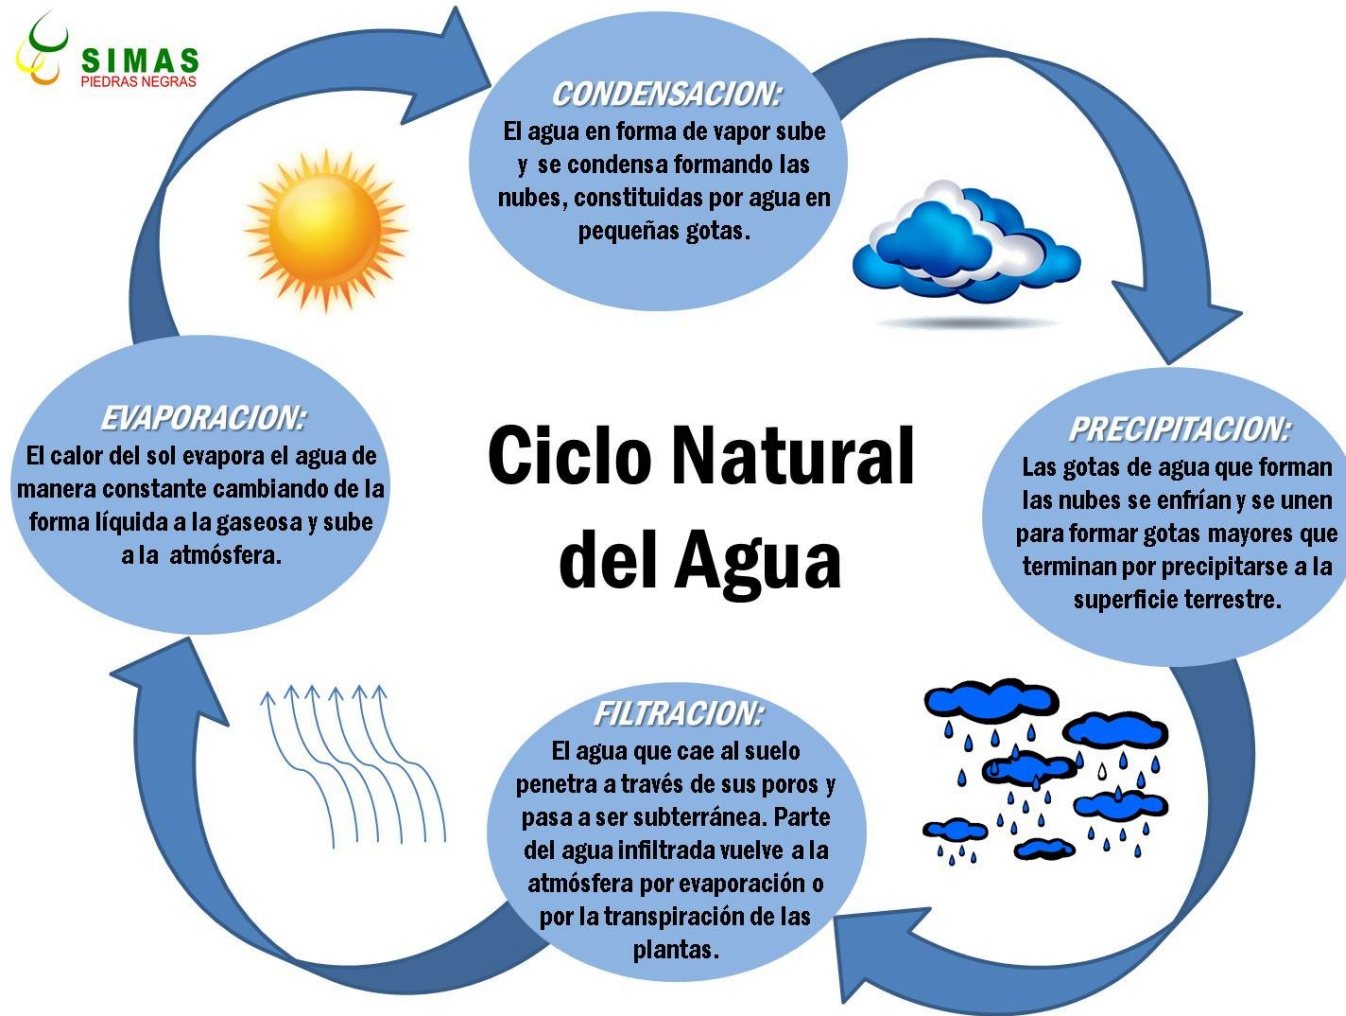 SIMAS
PIEDRAS NEGRAS
CONDENSACION:
El agua en forma de vapor sube
y se condensa formando las
nubes, constituidas por agua en
pequeñas gotas.
EVAPORACION:
El calor del sol evapora el agua de
manera constante cambiando de la
forma líquida a la gaseosa y sube
a la atmósfera.
Ciclo Natural
del Agua
PRECIPITACION:
Las gotas de agua que forman
las nubes se enfrían y se unen
para formar gotas mayores que
terminan por precipitarse a la
superficie terrestre.
FILTRACION:
El agua que cae al suelo
penetra a través de sus poros y
pasa a ser subterránea. Parte
del agua infiltrada vuelve a la
atmósfera por evaporación o
por la transpiración de las
plantas.